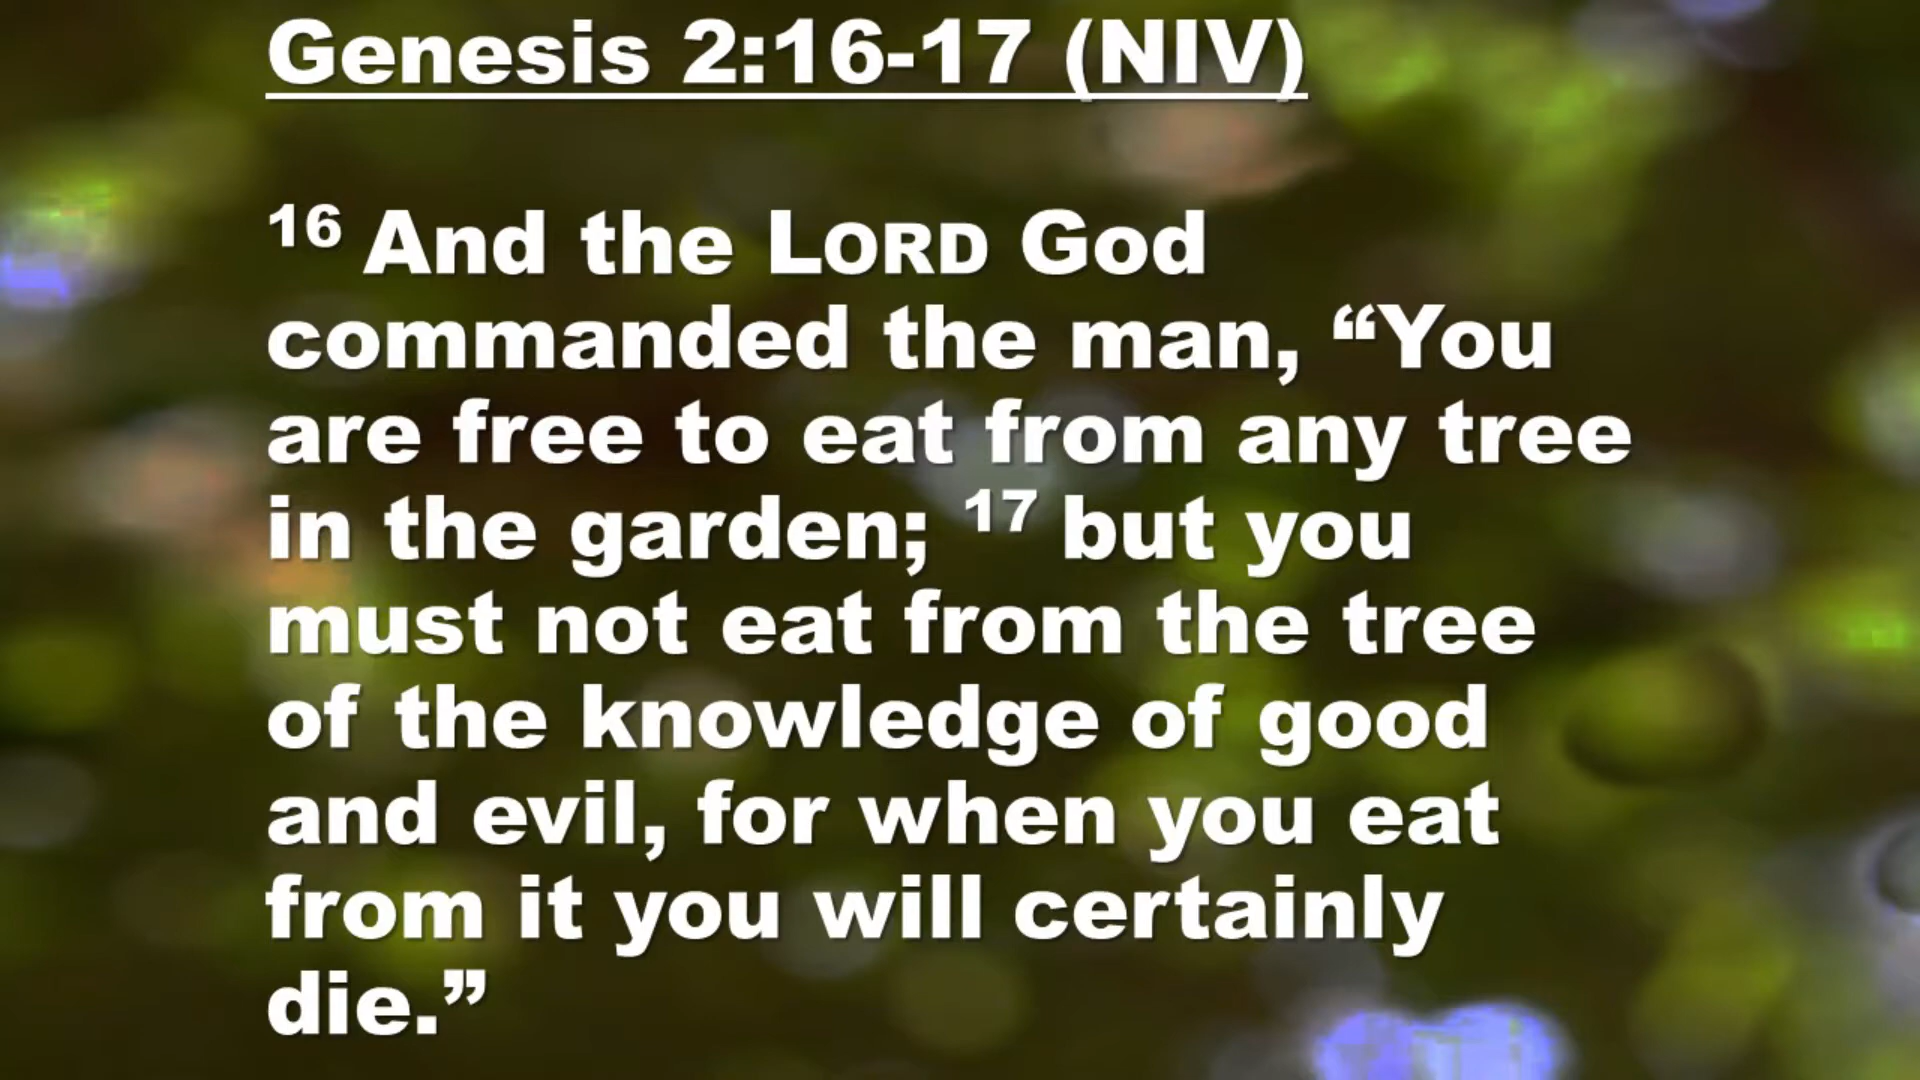 Genesis 2:16-17 (NIV)
16 And the LORD God
commanded the man, “You
are free to eat from any tree
in the garden; 17 but you
must not eat from the tree
of the knowledge of good
and evil, for when you eat
from it you will certainly
die.”